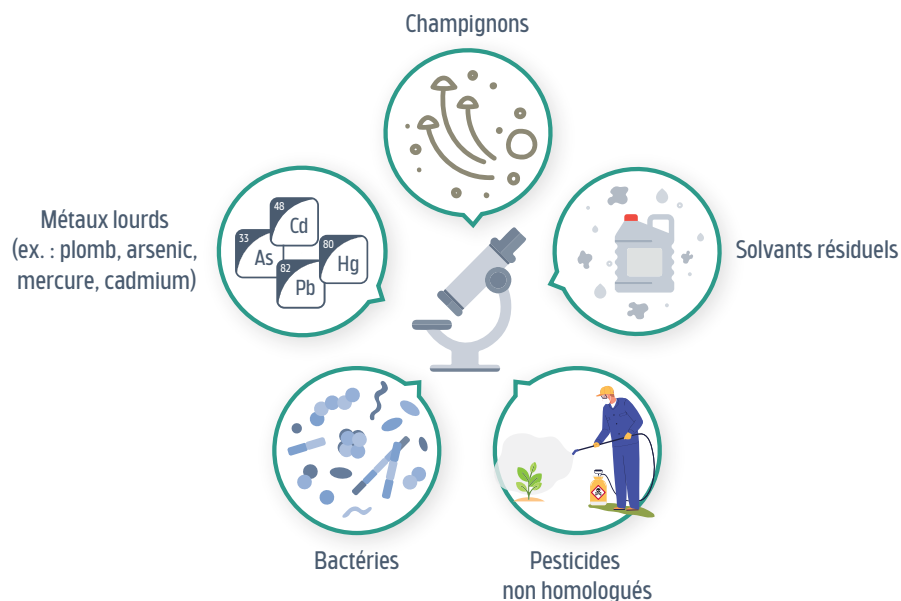 Champignons
Métaux lourds
(ex. : plomb, arsenic,
mercure, cadmium)
48
Cd
33
As
80
Hg
82
Pb
Solvants résiduels
Bactéries
Pesticides
non homologués